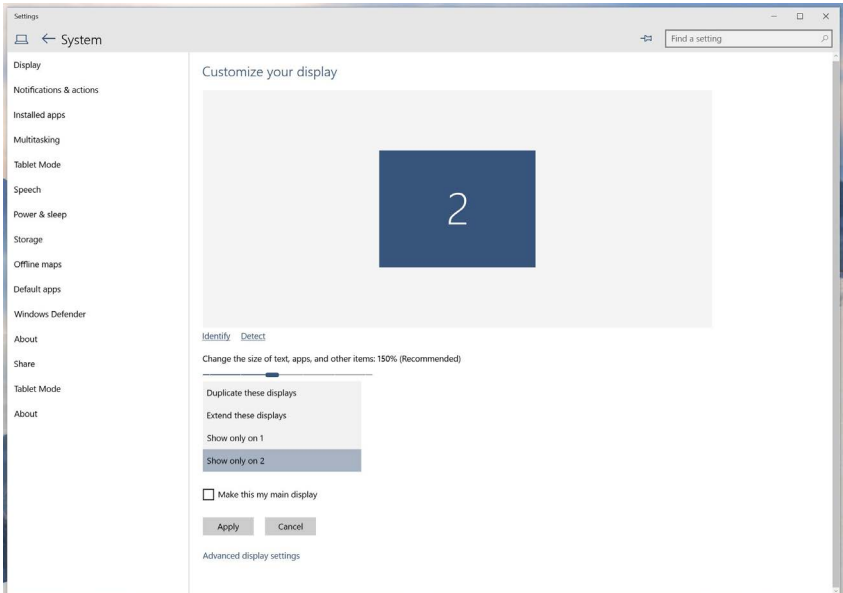 Settings
System
Find a setting
Display
Notifications & actions
Installed apps
Multitasking
Tablet Mode
Speech
Power & sleep
Storage
Offline maps
Default apps
Windows Defender
About
Share
Tablet Mode
About
Customize your display
2
Identify Detect
Change the size of text, apps, and other items: 150% (Recommended)
Duplicate these displays
Extend these displays
Show only on 1
Show only on 2
Make this my main display
Apply Cancel
Advanced display settings